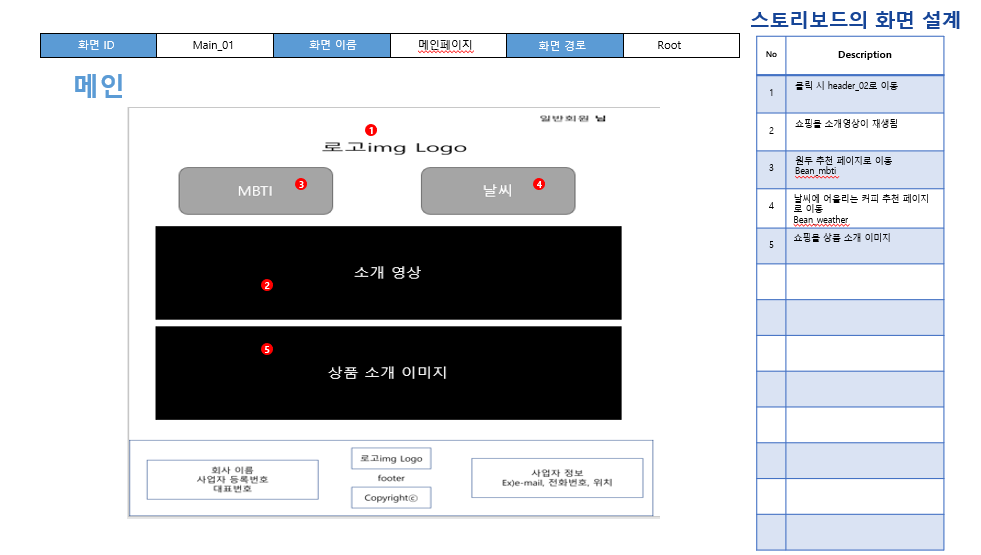 스토리보드의 화면 설계
화면 ID
Main_01
화면 이름
메인페이지
화면 경로
Root
메인
일반회원 님
1
로고img Logo
MBTI
3
날씨
4
소개 영상
2
5
상품 소개 이미지
회사 이름
사업자 등록번호
대표번호
로고img Logo
footer
Copyrightⓒ
사업자 정보
Ex)e-mail, 전화번호, 위치
No
Description
1
클릭 시 header_02로 이동
2
쇼핑몰 소개영상이 재생됨
3
원두 추천 페이지로 이동
Bean_mbti
4
날씨에 어울리는 커피 추천 페이지
로 이동
Bean_weather
5
쇼핑몰 상품 소개 이미지